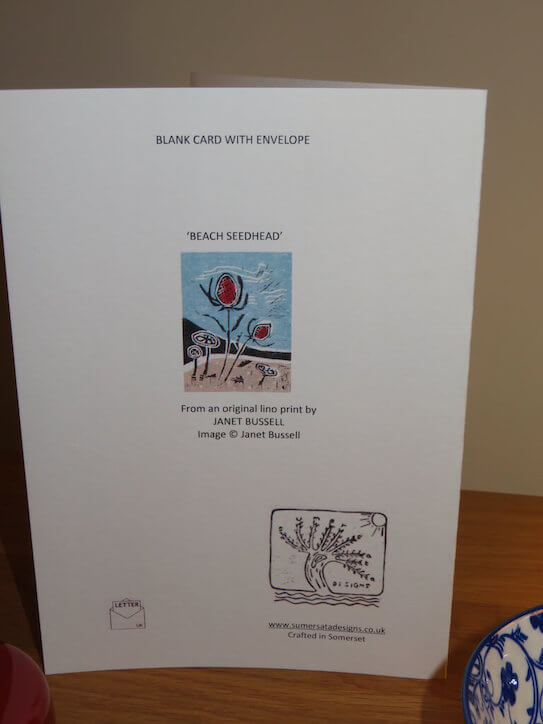 BLANK CARD WITH ENVELOPE
‘BEACH SEEDHEAD’
From an original lino print by
JANET BUSSELL
Image © Janet Bussell
DESIGNS
LETTER
UK
www.sumersatadesigns.co.uk
Crafted in Somerset